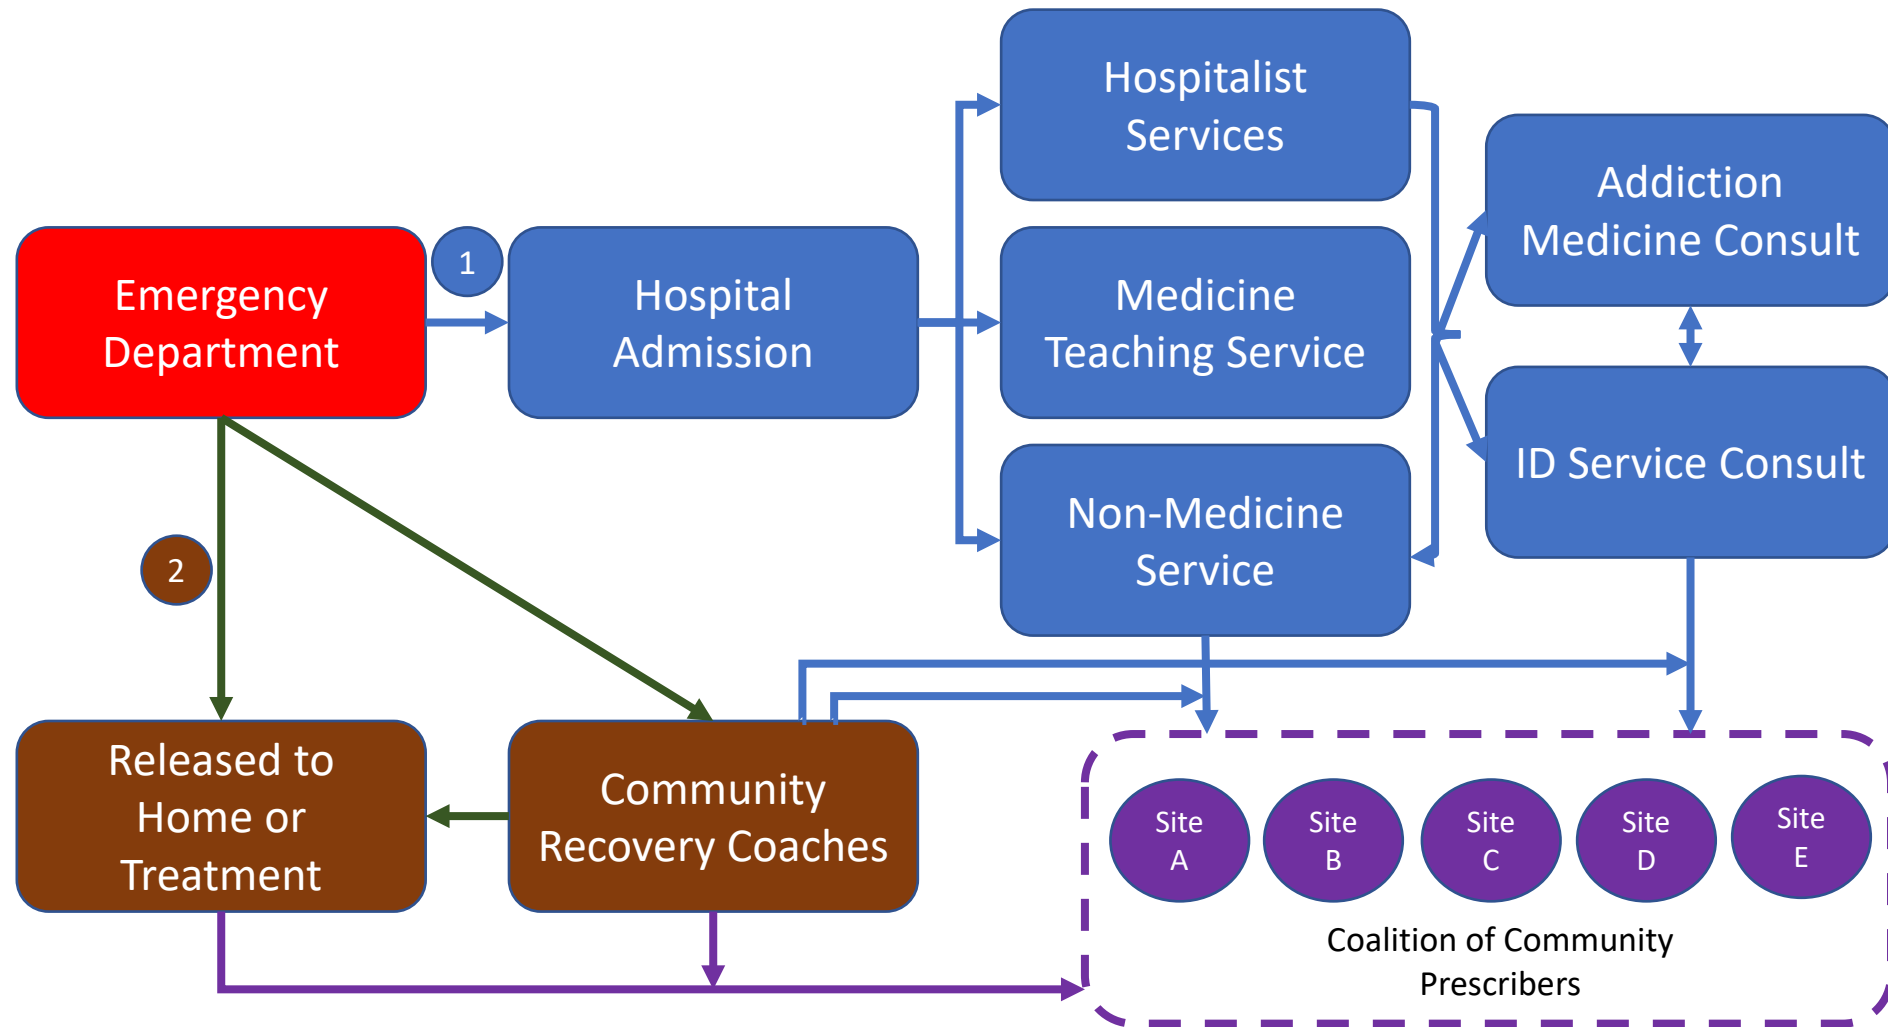 Emergency
Department
1
Hospital
Admission
Hospitalist
Services
Medicine
Teaching Service
Non-Medicine
Service
Addiction
Medicine Consult
ID Service Consult
2
Released to
Home or
Treatment
Community
Recovery Coaches
Site
A
Site
B
Site
C
Site
D
Site
E
Coalition of Community
Prescribers